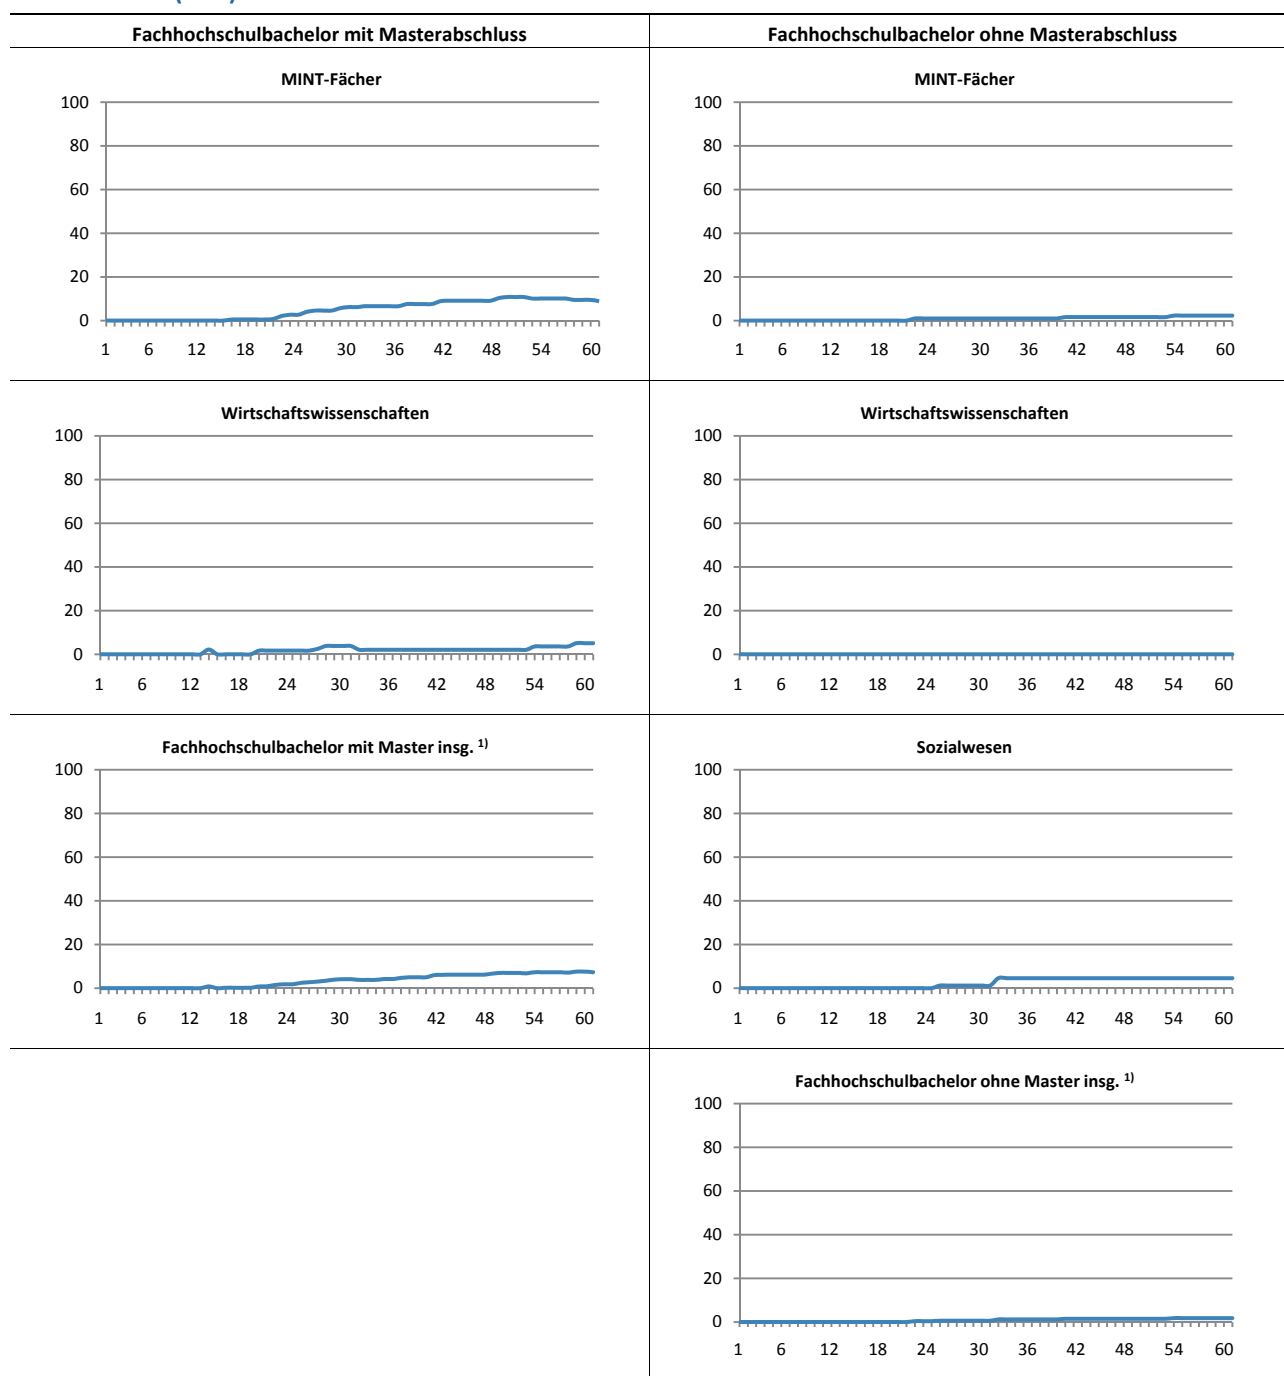 Fachhochschulbachelor mit Masterabschluss
Fachhochschulbachelor ohne Masterabschluss
MINT-Fächer
100
80
60
40
20
0
1 6 12 18 24 30 36 42 48 54 60
MINT-Fächer
100
80
60
40
20
0
1 6 12 18 24 30 36 42 48 54 60
Wirtschaftswissenschaften
100
80
60
40
20
0
1 6 12 18 24 30 36 42 48 54 60
Wirtschaftswissenschaften
100
80
60
40
20
0
1 6 12 18 24 30 36 42 48 54 60
Fachhochschulbachelor mit Master insg. 1)
100
80
60
40
20
0
1 6 12 18 24 30 36 42 48 54 60
Sozialwesen
100
80
60
40
20
0
1 6 12 18 24 30 36 42 48 54 60
Fachhochschulbachelor ohne Master insg. 1)
100
80
60
40
20
0
1 6 12 18 24 30 36 42 48 54 60